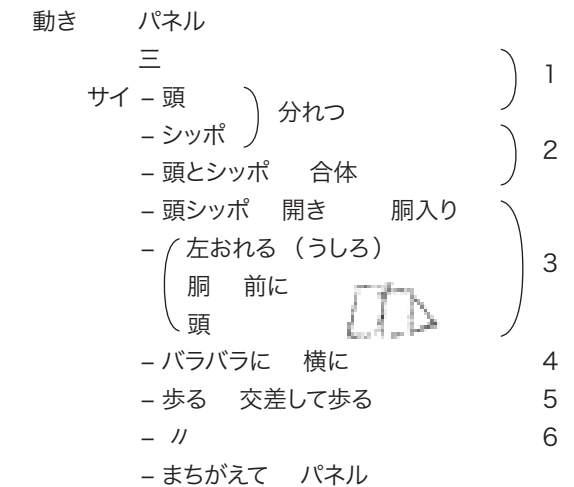 動き パネル
三 1
サイ – 頭
分れつ
– シッポ
2
– 頭とシッポ 合体
– 頭シッポ 開き 胴入り
– 左おれる (うしろ) 3
胴 前に
頭
– バラバラに 横に 4
– 歩る 交差して歩る 5
– 〃 6
– まちがえて パネル